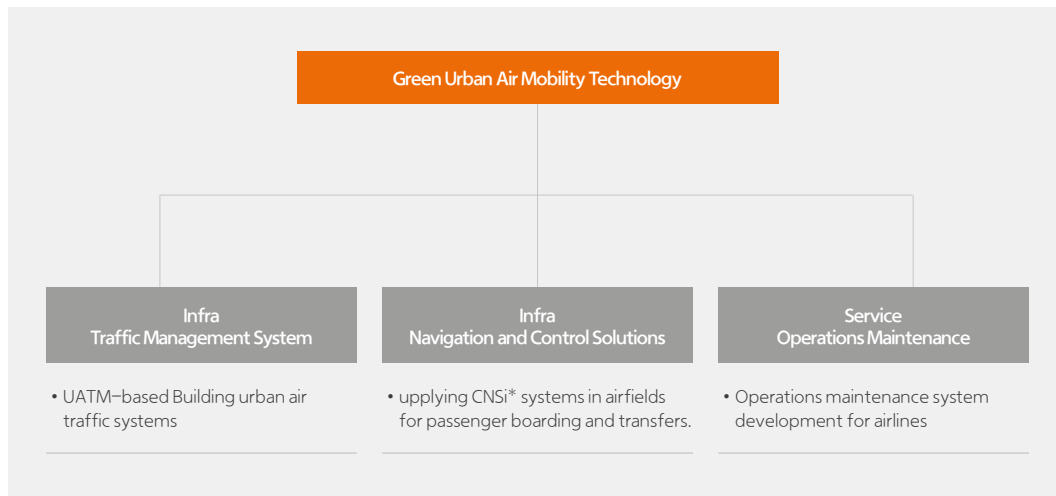 Green Urban Air Mobility Technology
Infra
Traffic Management System
Infra
Navigation and Control Solutions
Service
Operations Maintenance
• UATM–based Building urban air
traffic systems
• upplying CNSi* systems in airfields
for passenger boarding and transfers.
• Operations maintenance system
development for airlines